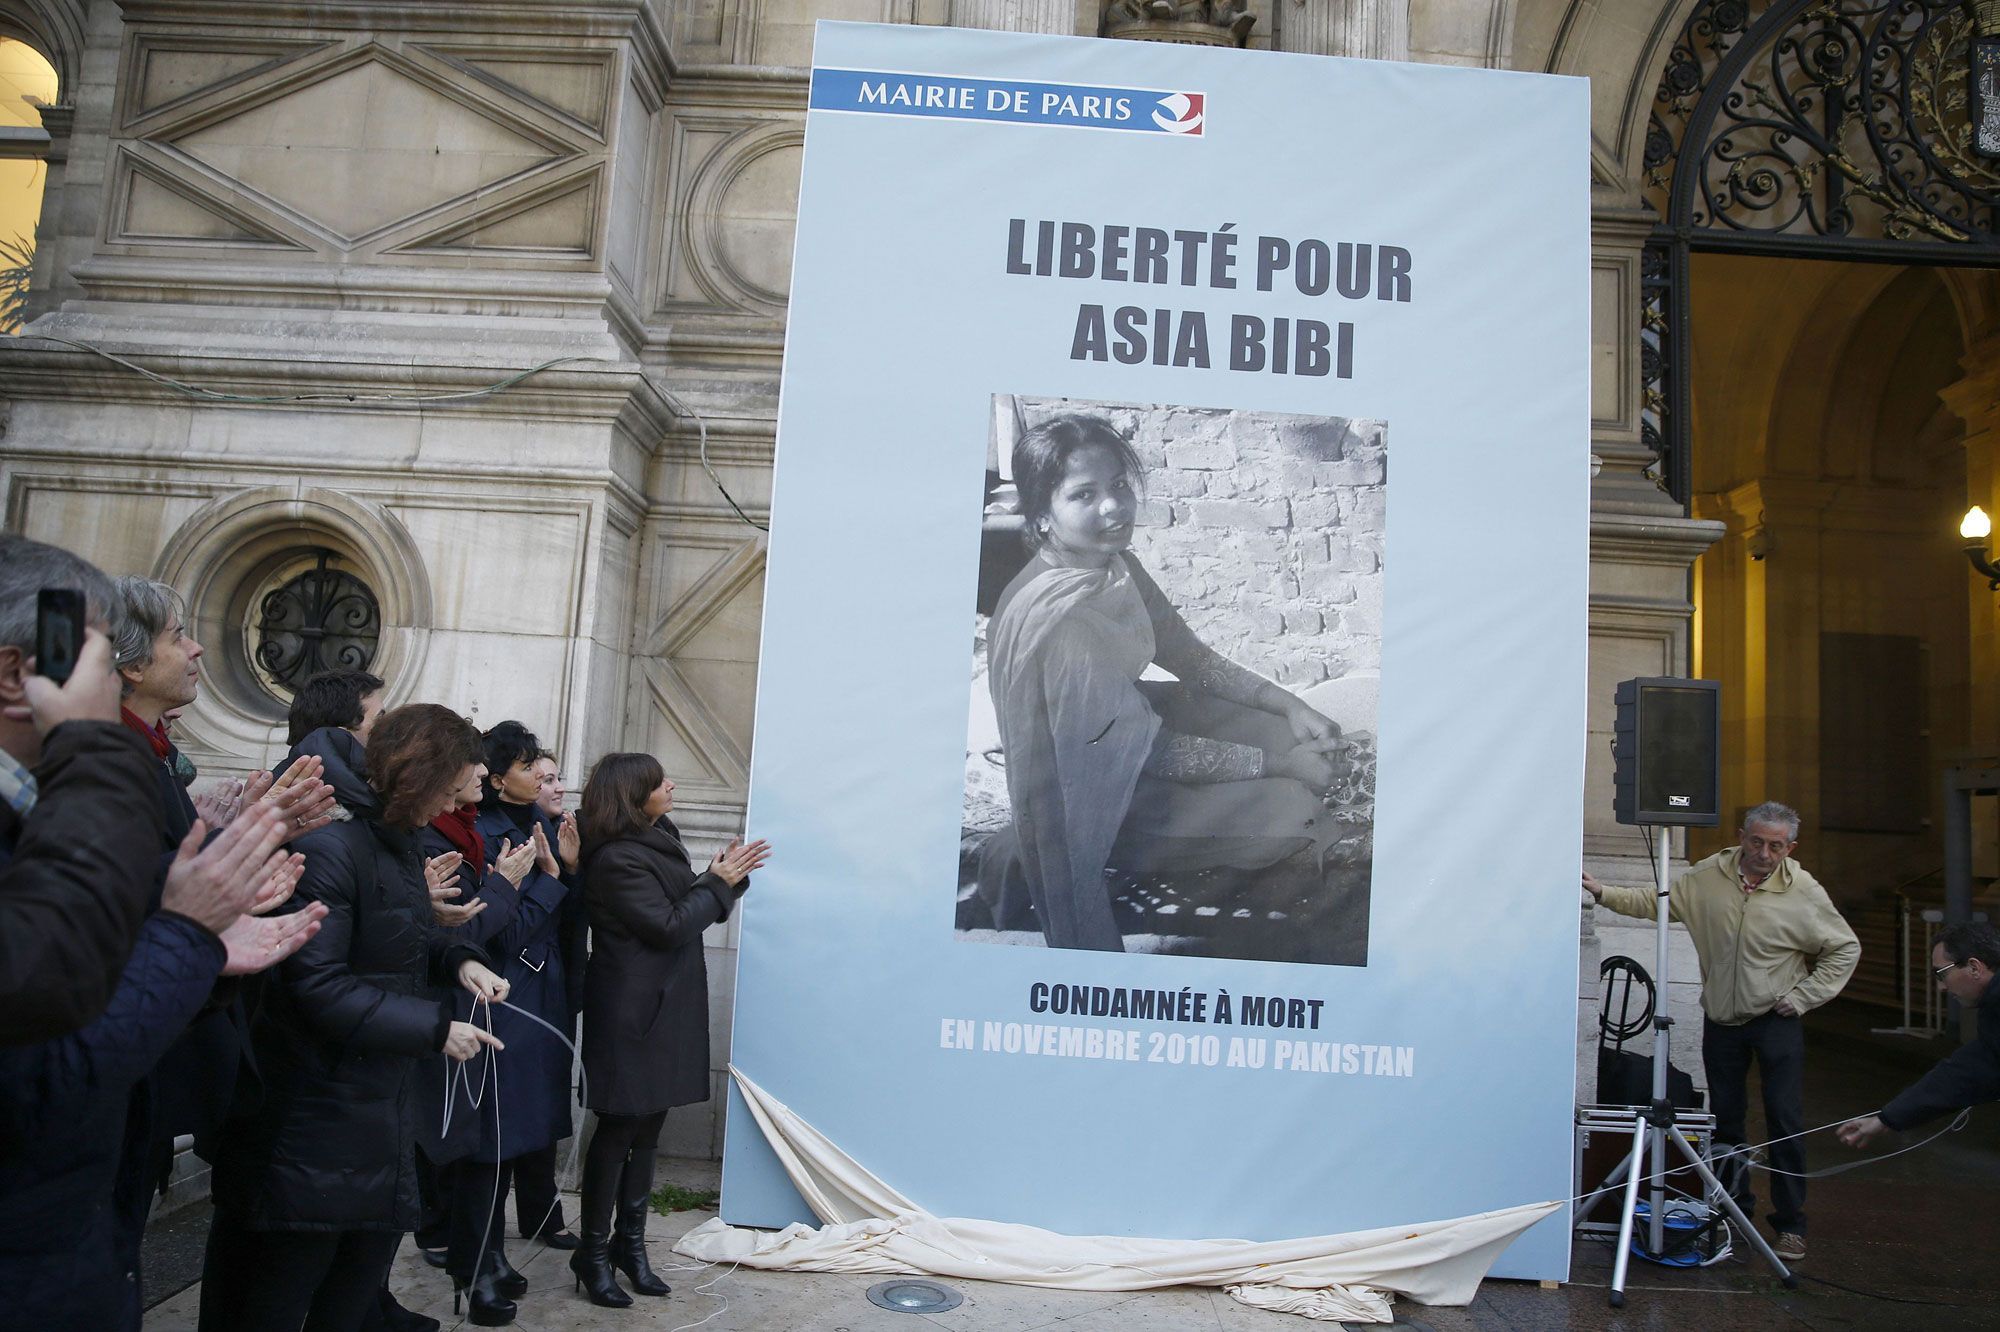 MAIRIE DE PARIS
LIBERTÉ POUR
ASIA BIBI
CONDAMNÉE À MORT
EN NOVEMBRE 2010 AU PAKISTAN